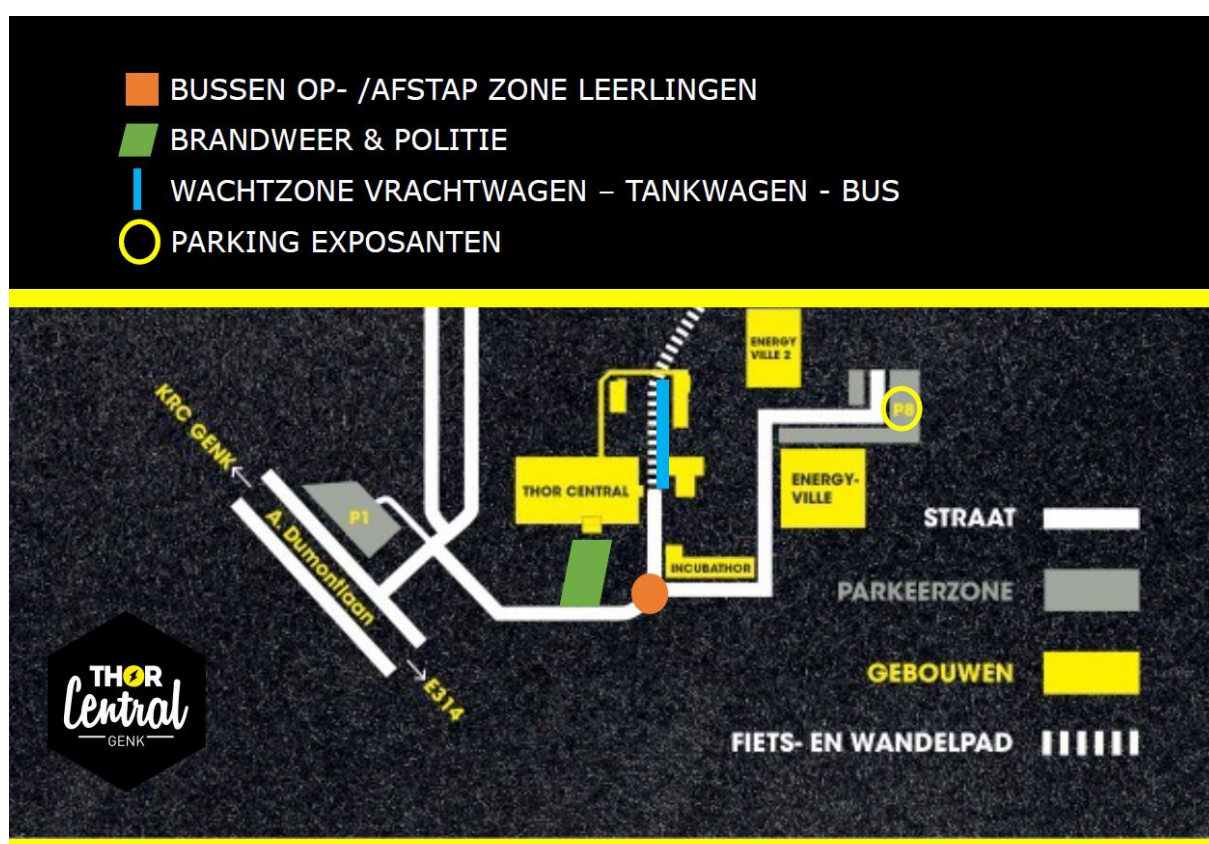 BUSSEN OP- /AFSTAP ZONE LEERLINGEN
BRANDWEER & POLITIE
WACHTZONE VRACHTWAGEN – TANKWAGEN - BUS
PARKING EXPOSANTEN
ENERGY
VILLE 2
KRC GENK
P8
THOR CENTRAL
ENERGY-
VILLE
P1
STRAAT
A. Dumontlaan
INCUBATHOR
PARKEERZONE
GEBOUWEN
E314
THOR
Central
GENK
FIETS- EN WANDELPAD